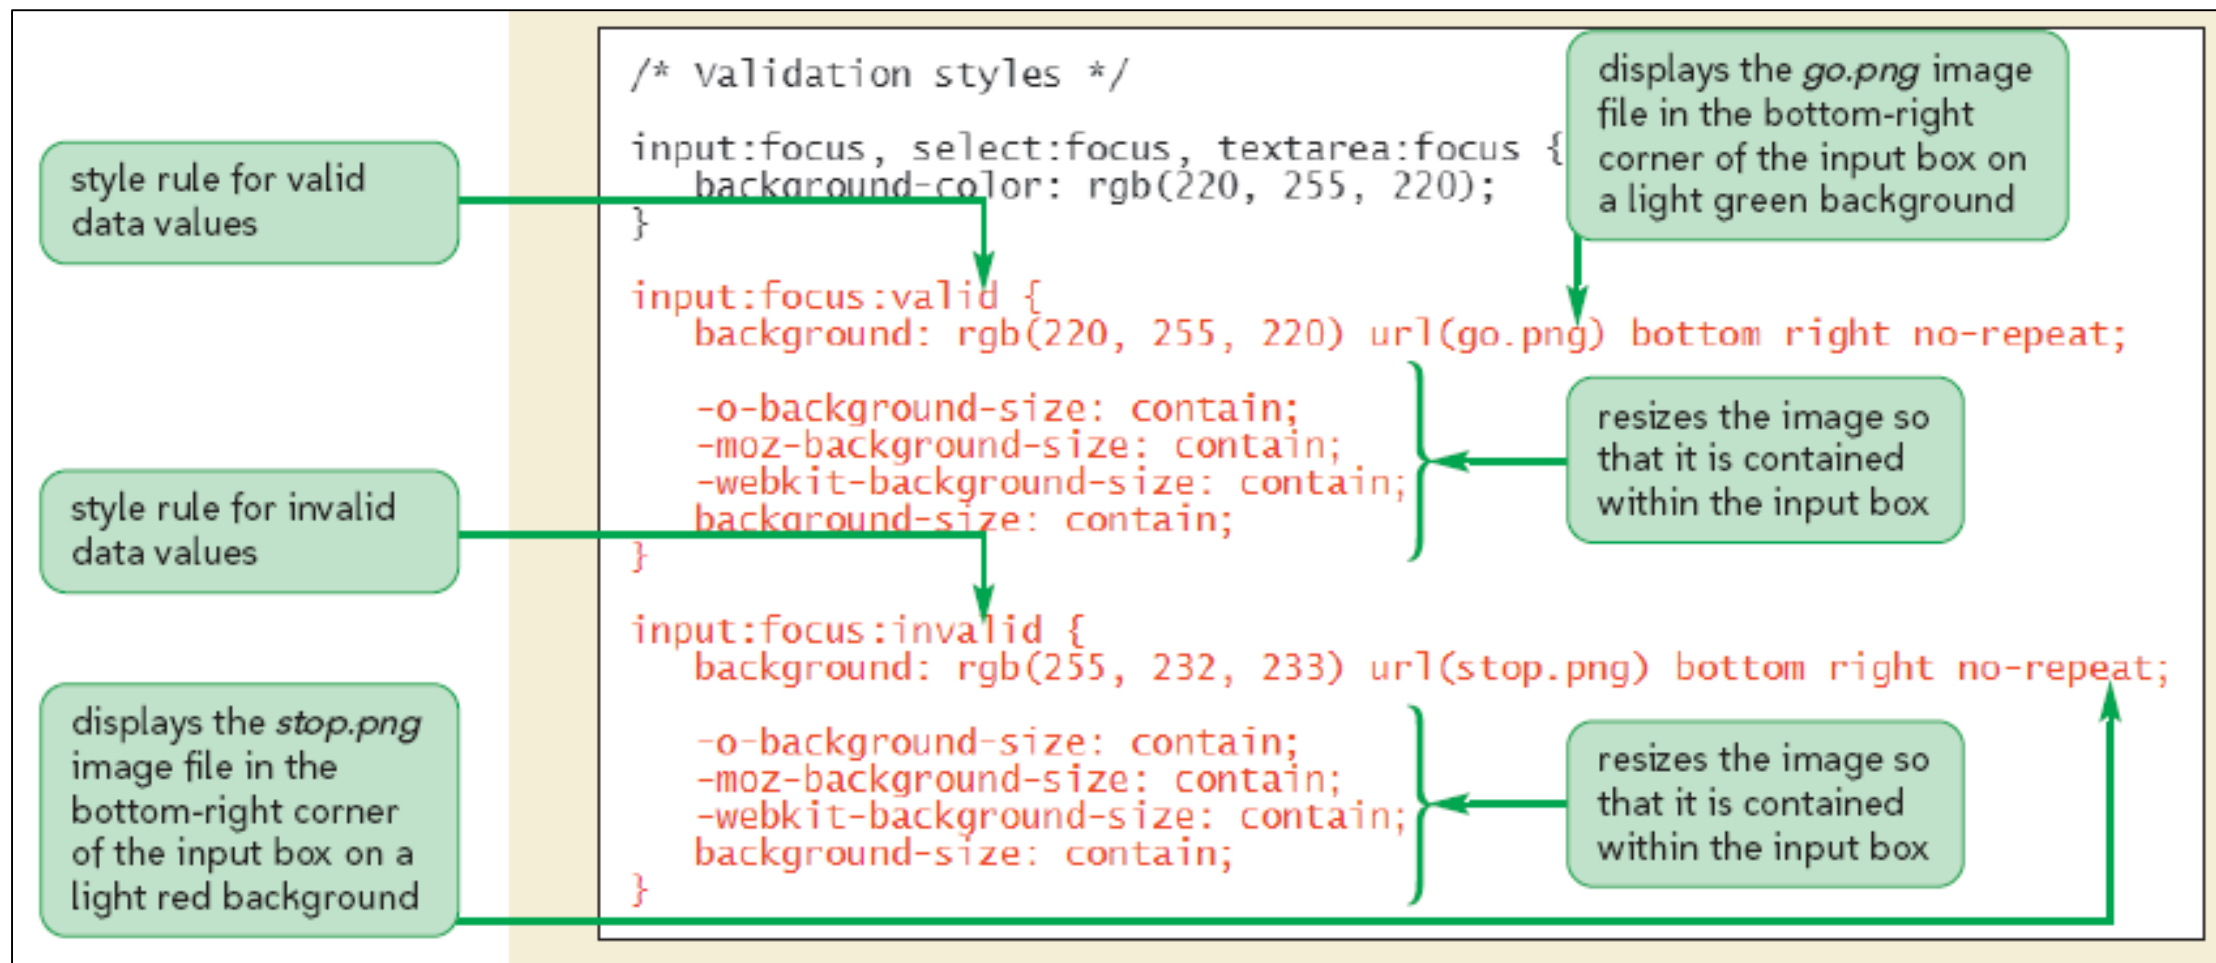 /* Validation styles */
input:focus, select:focus, textarea:focus {
background-color: rgb(220, 255, 220);
}
input:focus:valid {
background: rgb(220, 255, 220) url(go.png) bottom right no-repeat;
-o-background-size: contain;
-moz-background-size: contain;
-webkit-background-size: contain;
background-size: contain;
}
input:focus:invalid {
background: rgb(255, 232, 233) url(stop.png) bottom right no-repeat;
-o-background-size: contain;
-moz-background-size: contain;
-webkit-background-size: contain;
background-size: contain;
}
style rule for valid
data values
style rule for invalid
data values
displays the stop.png
image file in the
bottom-right corner
of the input box on a
light red background
displays the go.png image
file in the bottom-right
corner of the input box on
a light green background
resizes the image so
that it is contained
within the input box
resizes the image so
that it is contained
within the input box